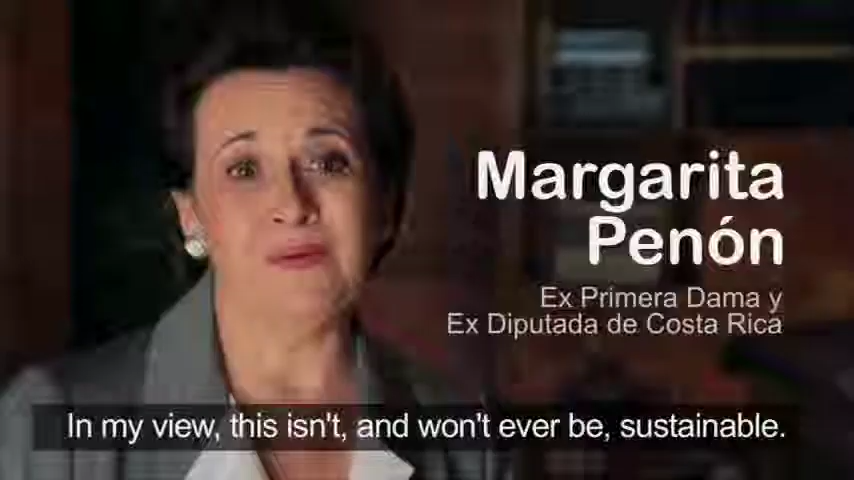 Margarita
Penón
Ex Primera Dama y
Ex Diputada de Costa Rica
In my view, this isn't, and won't ever be, sustainable.